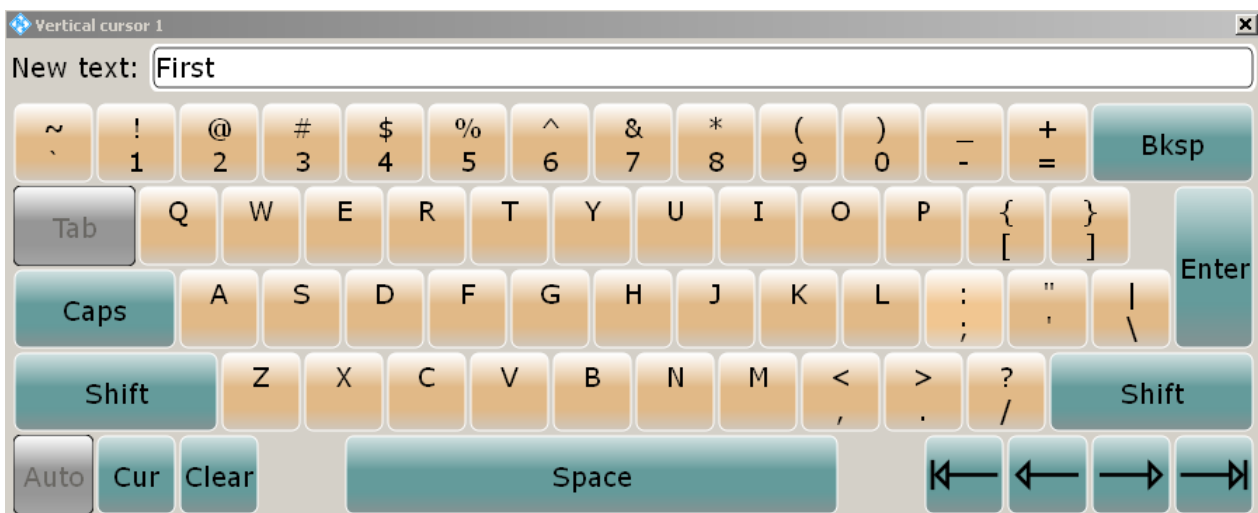 Vertical cursor 1
New text: First
~ ! @ # $ % ^ & * ( ) _ + Bksp
` 1 2 3 4 5 6 7 8 9 0 - =
Tab Q W E R T Y U I O P { }
[ ]
Enter
Caps A S D F G H J K L : " |
; ' \
Shift Z X C V B N M < > ? Shift
, . /
Auto Cur Clear Space